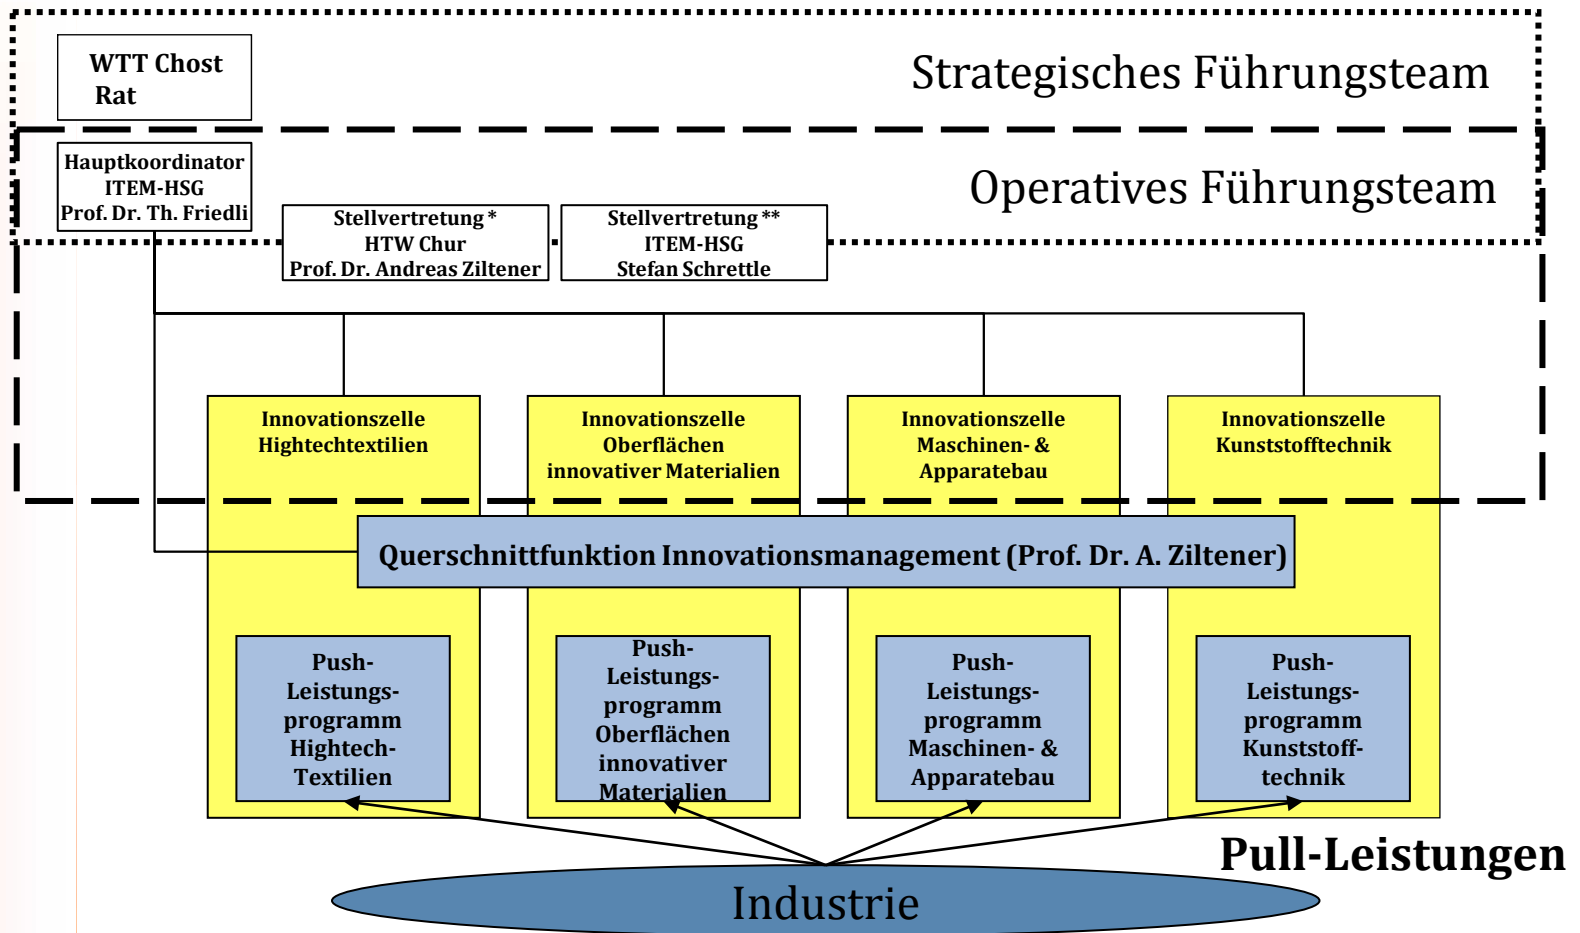 WTT Chost
Rat
Strategisches Führungsteam
Hauptkoordinator
ITEM-HSG
Prof. Dr. Th. Friedli
Operatives Führungsteam
Stellvertretung *
HTW Chur
Prof. Dr. Andreas Ziltener
Stellvertretung **
ITEM-HSG
Stefan Schrettle
Innovationszelle
Hightechtextilien
Innovationszelle
Oberflächen
innovativer Materialien
Innovationszelle
Maschinen- &
Apparatebau
Innovationszelle
Kunststofftechnik
Querschnittfunktion Innovationsmanagement (Prof. Dr. A. Ziltener)
Push-
Leistungs-
programm
Hightech-
Textilien
Push-
Leistungs-
programm
Oberflächen
innovativer
Materialien
Push-
Leistungs-
programm
Maschinen- &
Apparatebau
Push-
Leistungs-
programm
Kunststoff-
technik
Pull-Leistungen
Industrie